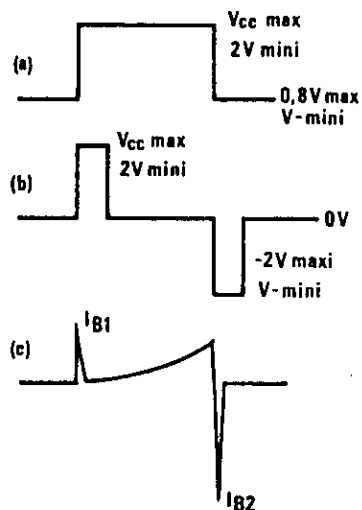 (a)
VCC max
2V mini
0,8V max
V-mini
(b)
VCC max
2V mini
0V
-2V maxi
V-mini
(c)
IB1
IB2